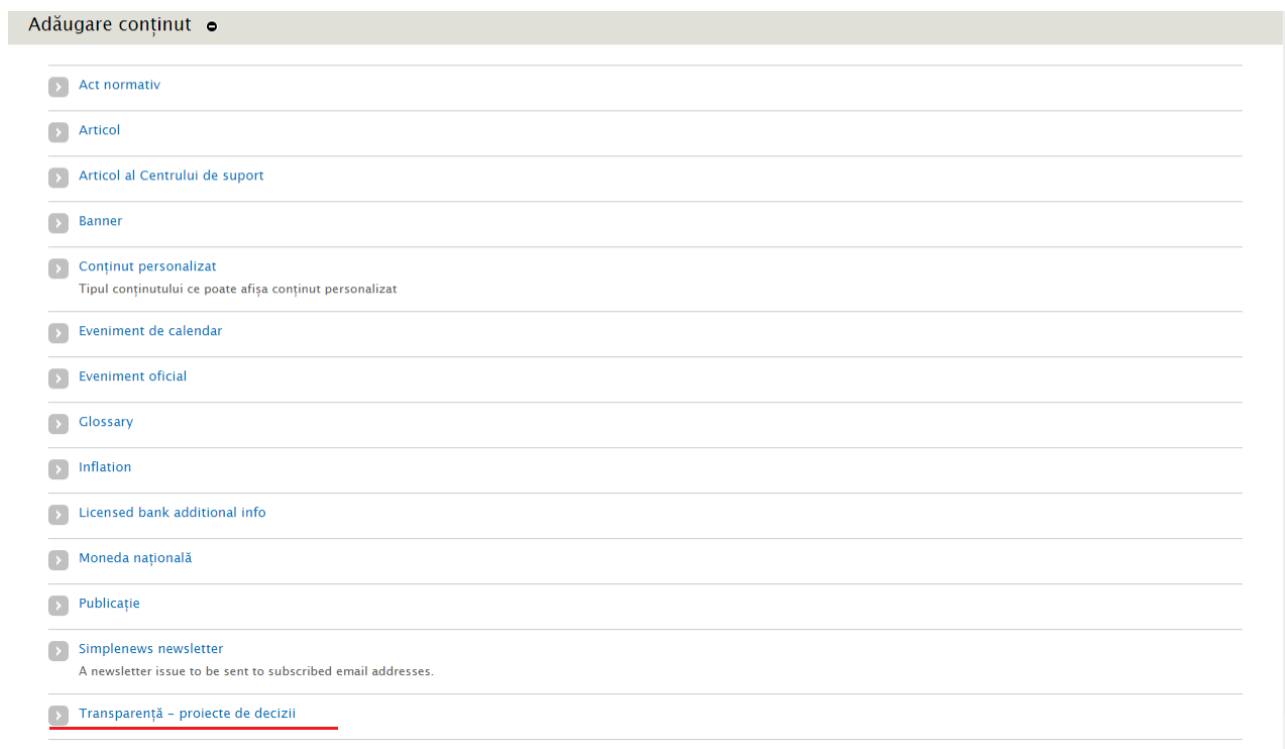 Adăugare conținut
Act normativ
Articol
Articol al Centrului de suport
Banner
Conținut personalizat
Tipul conținutului ce poate afișa conținut personalizat
Eveniment de calendar
Eveniment oficial
Glossary
Inflation
Licensed bank additional info
Moneda națională
Publicație
Simplenews newsletter
A newsletter issue to be sent to subscribed email addresses.
Transparență – proiecte de decizii